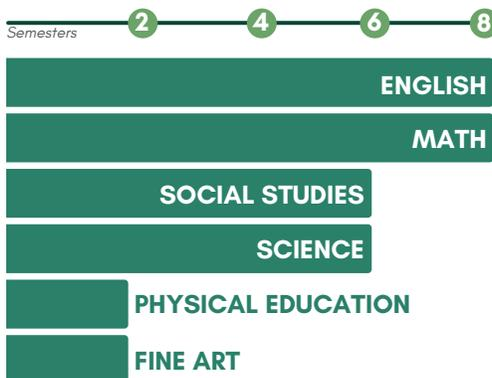 2 4 6 8
Semesters
ENGLISH
MATH
SOCIAL STUDIES
SCIENCE
PHYSICAL EDUCATION
FINE ART